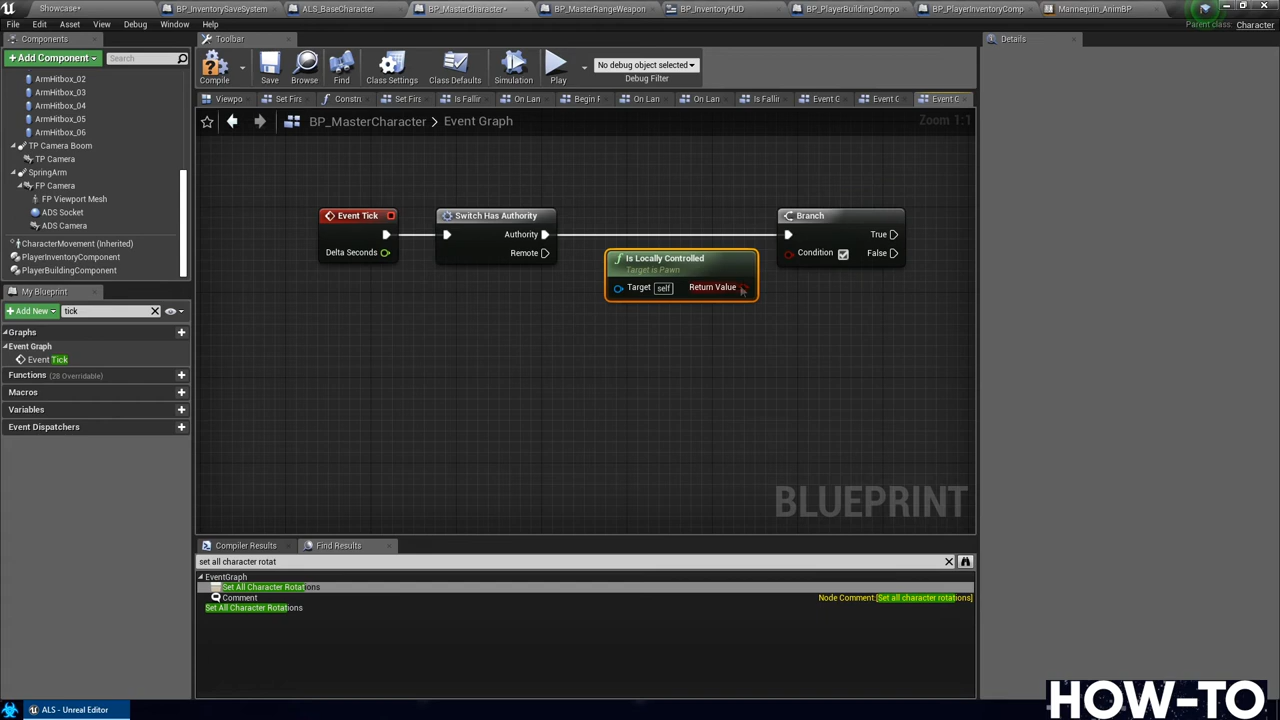 Showcase•
BP_InventorySaveSystem
ALS_BaseCharacter
BP_MasterCharacter•
BP_MasterRangeWeapon
BP_InventoryHUD
BP_PlayerBuildingCompo
BP_PlayerInventoryComp
Mannequin_AnimBP
File Edit Asset View Debug Window Help
Parent class: Character
Components
Toolbar
Details
+Add Component
Search
Compile
Save
Browse
Find
Class Settings
Class Defaults
Simulation
Play
No debug object selected
Debug Filter
ArmHitbox_02
ArmHitbox_03
ArmHitbox_04
ArmHitbox_05
ArmHitbox_06
TP Camera Boom
TP Camera
SpringArm
FP Camera
FP Viewport Mesh
ADS Socket
ADS Camera
CharacterMovement (Inherited)
PlayerInventoryComponent
PlayerBuildingComponent
Viewpo
Set Firs
Constru
Set Firs
Is Fallir
On Lan
Begin F
On Lan
On Lan
Is Fallir
Event G
Event G
Event G
BP_MasterCharacter > Event Graph
Zoom 1:1
Event Tick
Delta Seconds
Switch Has Authority
Authority
Remote
Is Locally Controlled
Target is Pawn
Target self
Return Value
Branch
True
Condition
False
BLUEPRINT
My Blueprint
+Add New
tick
Graphs
Event Graph
Event Tick
Functions (20 Overridable)
Macros
Variables
Event Dispatchers
Compiler Results
Find Results
set all character rotat
EventGraph
Set All Character Rotations
Comment
Node Comment:[Set all character rotations]
Set All Character Rotations
ALS - Unreal Editor
HOW-TO